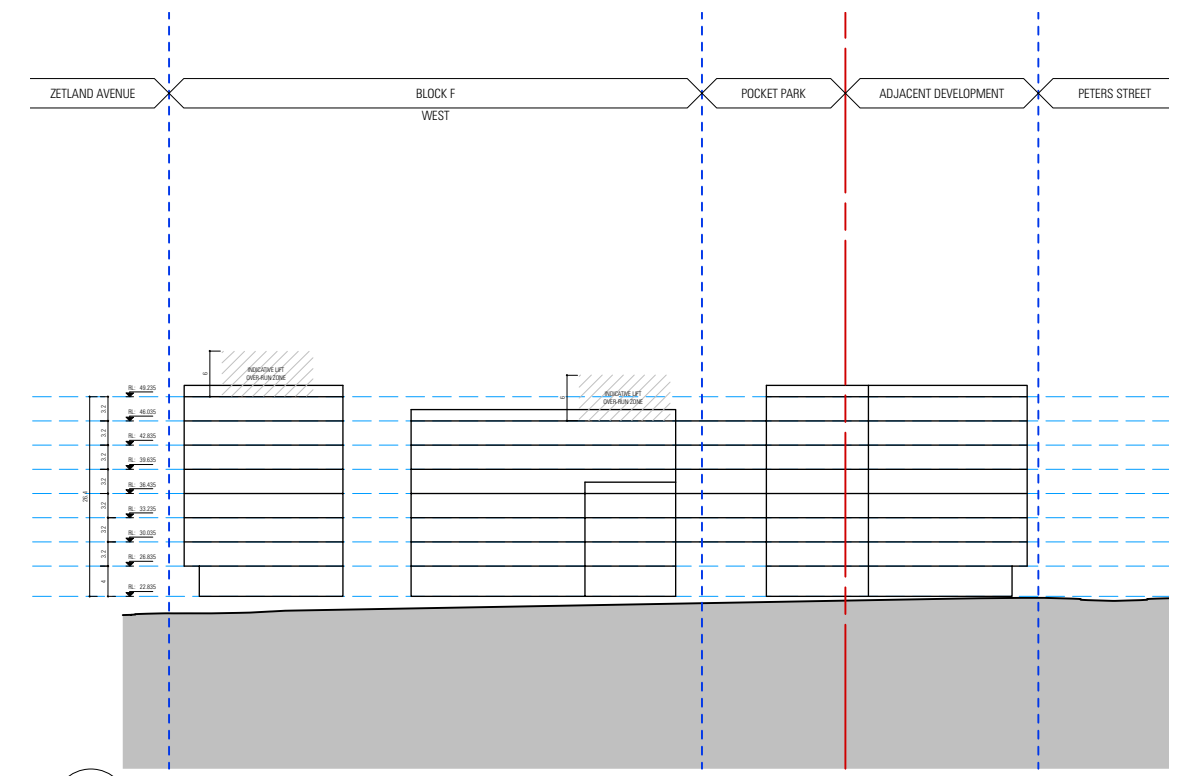 ZETLAND AVENUE
BLOCK F
POCKET PARK
ADJACENT DEVELOPMENT
PETERS STREET
WEST
INDICATIVE LIFT
OVER-RUN ZONE
6
INDICATIVE LIFT
OVER-RUN ZONE
6
RL: 49.235
3.2
RL: 46.035
3.2
RL: 42.835
3.2
RL: 39.635
3.2
RL: 36.435
26.4
3.2
RL: 33.235
3.2
RL: 30.035
3.2
RL: 26.835
4
RL: 22.835